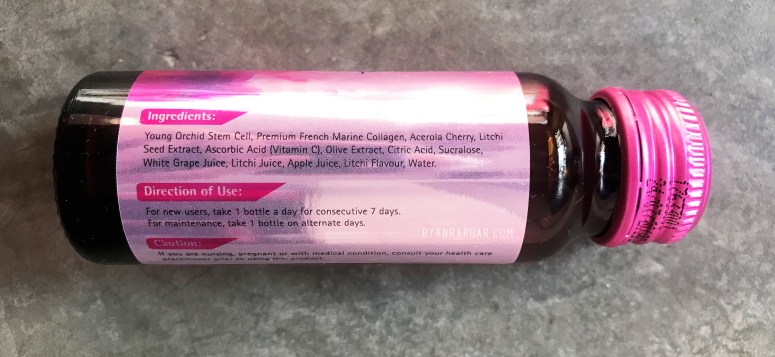 Ingredients:
Young Orchid Stem Cell, Premium French Marine Collagen, Acerola Cherry, Litchi
Seed Extract, Ascorbic Acid (Vitamin C), Olive Extract, Citric Acid, Sucralose,
White Grape Juice, Litchi Juice, Apple Juice, Litchi Flavour, Water.
Direction of Use:
For new users, take 1 bottle a day for consecutive 7 days.
For maintenance, take 1 bottle on alternate days.
RYANRAROAR.COM
Caution:
If you are nursing, pregnant or with medical condition, consult your health care
practitioner prior to using this product.